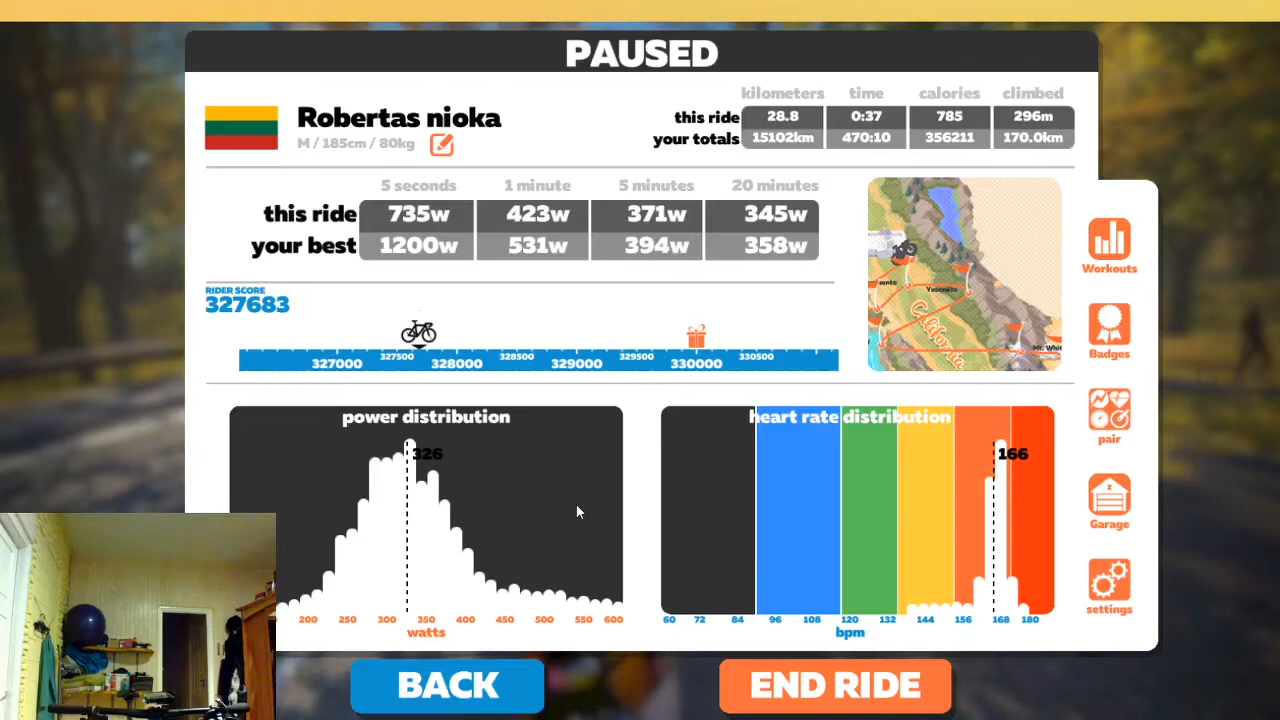 PAUSED
kilometers time calories climbed
Robertas nioka
this ride 28.8 0:37 785 296m
M / 185cm / 80kg
your totals 15102km 470:10 356211 170.0km
5 seconds 1 minute 5 minutes 20 minutes
this ride 735w 423w 371w 345w
your best 1200w 531w 394w 358w
RIDER SCORE
327683
327500 328500 329500 330500
327000 328000 329000 330000
Yosemite
California
Mt. Whit
Workouts
Badges
pair
Garage
settings
power distribution
326
200 250 300 350 400 450 500 550 600
watts
heart rate distribution
166
60 72 84 96 108 120 132 144 156 168 180
bpm
BACK
END RIDE